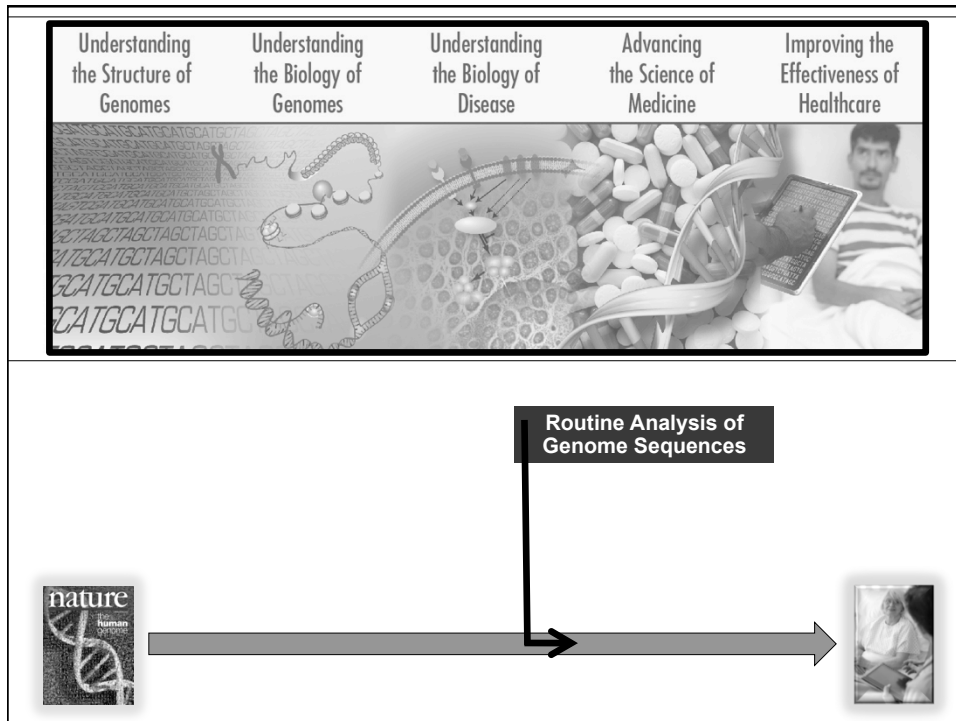 Understanding
the Structure of
Genomes
Understanding
the Biology of
Genomes
Understanding
the Biology of
Disease
Advancing
the Science of
Medicine
Improving the
Effectiveness of
Healthcare
Routine Analysis of
Genome Sequences
nature
the
human
genome